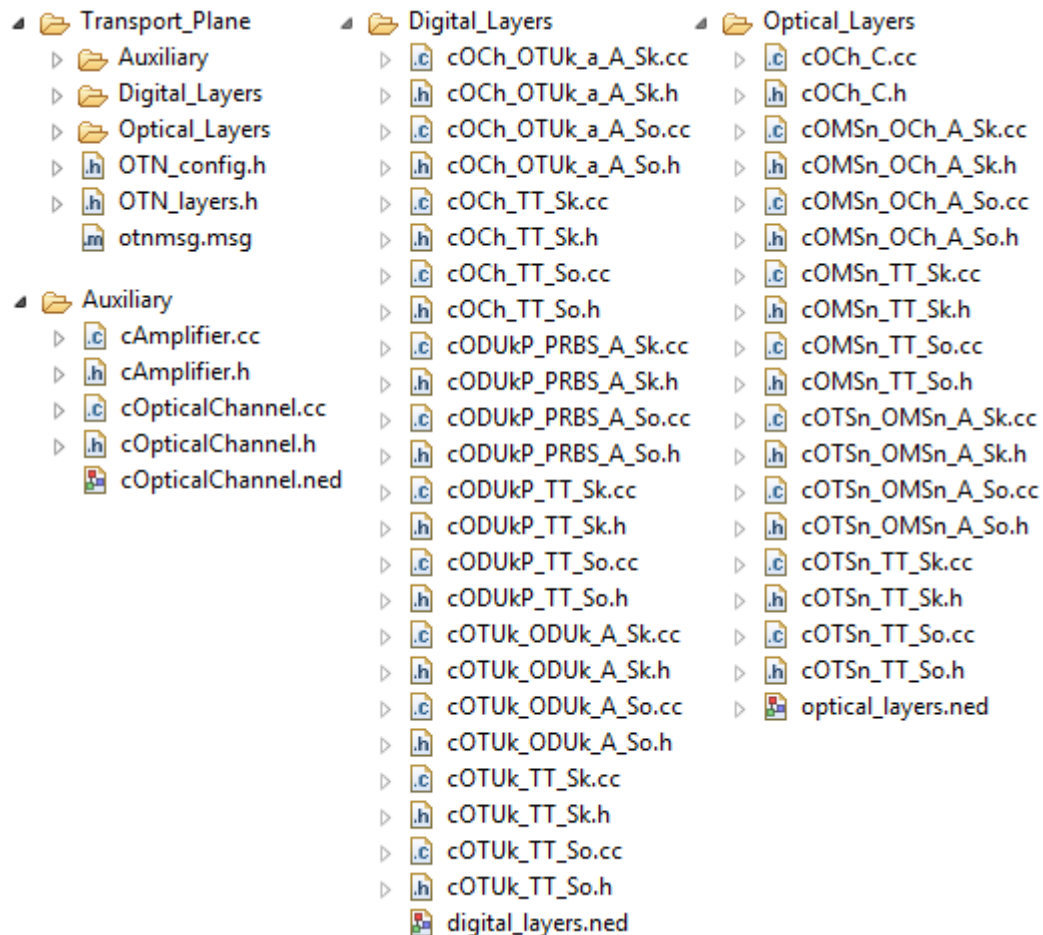 Transport_Plane
Auxiliary
Digital_Layers
Optical_Layers
OTN_config.h
OTN_layers.h
otnmsg.msg
Auxiliary
cAmplifier.cc
cAmplifier.h
cOpticalChannel.cc
cOpticalChannel.h
cOpticalChannel.ned
Digital_Layers
cOCh_OTUk_a_A_Sk.cc
cOCh_OTUk_a_A_Sk.h
cOCh_OTUk_a_A_So.cc
cOCh_OTUk_a_A_So.h
cOCh_TT_Sk.cc
cOCh_TT_Sk.h
cOCh_TT_So.cc
cOCh_TT_So.h
cODUkP_PRBS_A_Sk.cc
cODUkP_PRBS_A_Sk.h
cODUkP_PRBS_A_So.cc
cODUkP_PRBS_A_So.h
cODUkP_TT_Sk.cc
cODUkP_TT_Sk.h
cODUkP_TT_So.cc
cODUkP_TT_So.h
cOTUk_ODUk_A_Sk.cc
cOTUk_ODUk_A_Sk.h
cOTUk_ODUk_A_So.cc
cOTUk_ODUk_A_So.h
cOTUk_TT_Sk.cc
cOTUk_TT_Sk.h
cOTUk_TT_So.cc
cOTUk_TT_So.h
digital_layers.ned
Optical_Layers
cOCh_C.cc
cOCh_C.h
cOMSn_OCh_A_Sk.cc
cOMSn_OCh_A_Sk.h
cOMSn_OCh_A_So.cc
cOMSn_OCh_A_So.h
cOMSn_TT_Sk.cc
cOMSn_TT_Sk.h
cOMSn_TT_So.cc
cOMSn_TT_So.h
cOTSn_OMSn_A_Sk.cc
cOTSn_OMSn_A_Sk.h
cOTSn_OMSn_A_So.cc
cOTSn_OMSn_A_So.h
cOTSn_TT_Sk.cc
cOTSn_TT_Sk.h
cOTSn_TT_So.cc
cOTSn_TT_So.h
optical_layers.ned